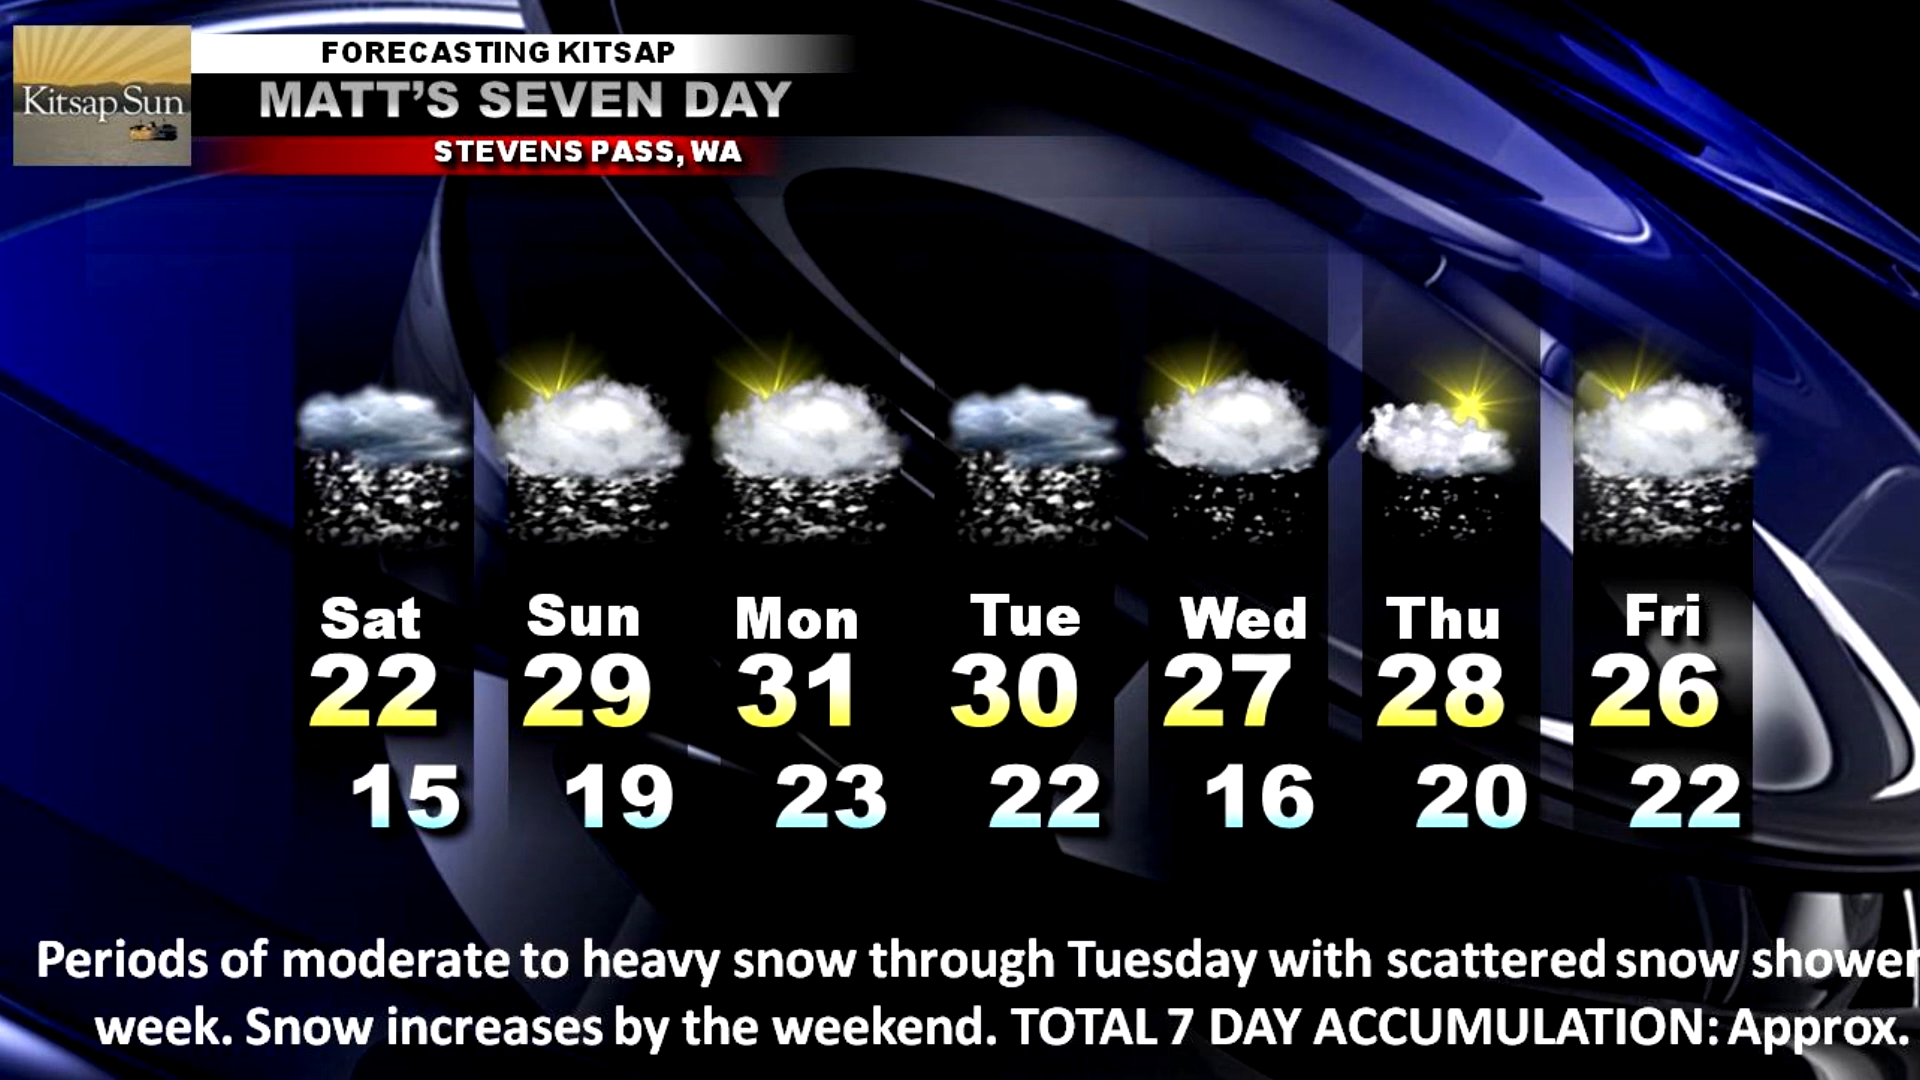 FORECASTING KITSAP
Kitsap Sun
MATT'S SEVEN DAY
STEVENS PASS, WA
Sat Sun Mon Tue Wed Thu Fri
22 29 31 30 27 28 26
15 19 23 22 16 20 22
Periods of moderate to heavy snow through Tuesday with scattered snow shower
week. Snow increases by the weekend. TOTAL 7 DAY ACCUMULATION: Approx.